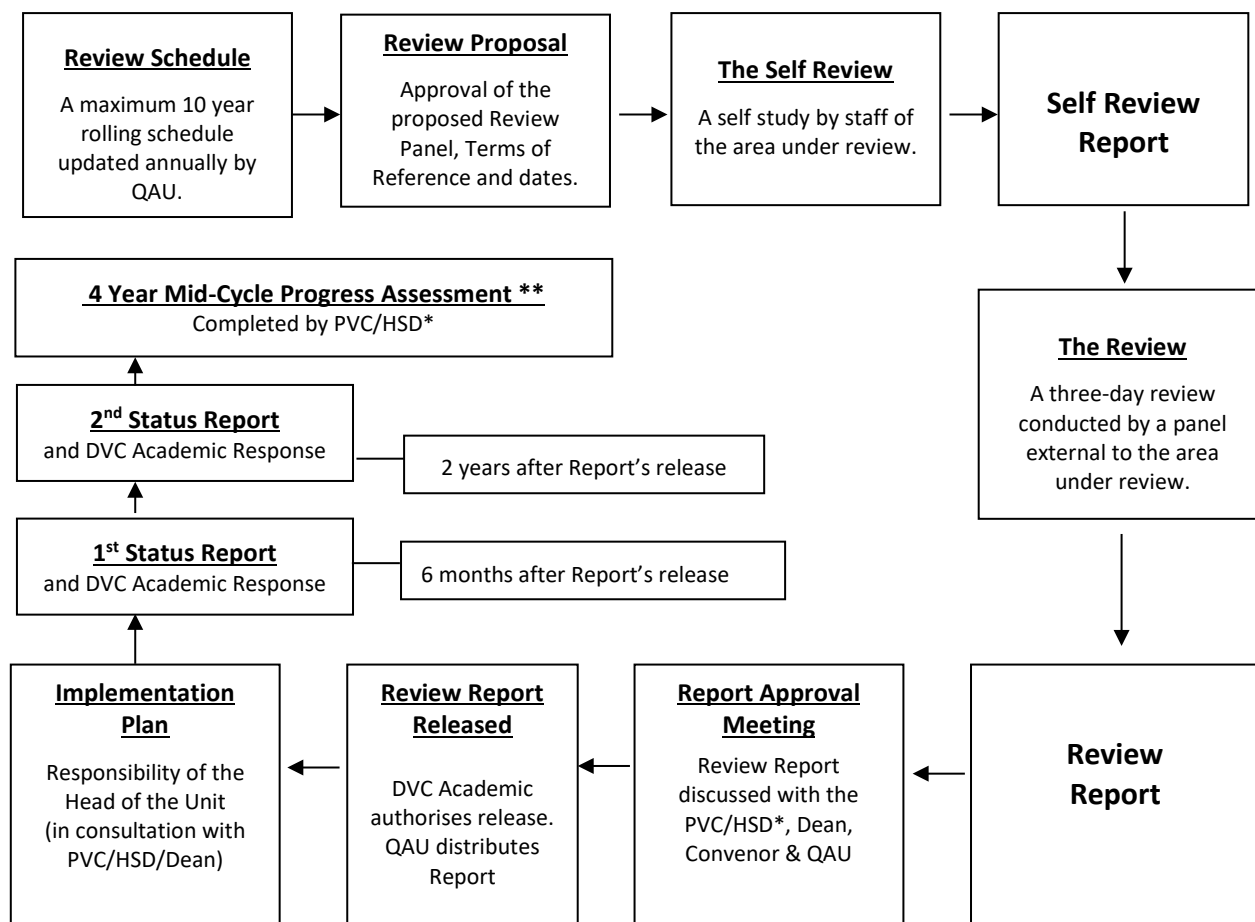 Review Schedule
A maximum 10 year
rolling schedule
updated annually by
QAU.
Review Proposal
Approval of the
proposed Review
Panel, Terms of
Reference and dates.
The Self Review
A self study by staff of
the area under review.
Self Review
Report
The Review
A three-day review
conducted by a panel
external to the area
under review.
Review
Report
Report Approval
Meeting
Review Report
discussed with the
PVC/HSD*, Dean,
Convenor & QAU
Review Report
Released
DVC Academic
authorises release.
QAU distributes
Report
Implementation
Plan
Responsibility of the
Head of the Unit
(in consultation with
PVC/HSD/Dean)
1st Status Report
and DVC Academic Response
6 months after Report’s release
2nd Status Report
and DVC Academic Response
2 years after Report’s release
4 Year Mid-Cycle Progress Assessment **
Completed by PVC/HSD*